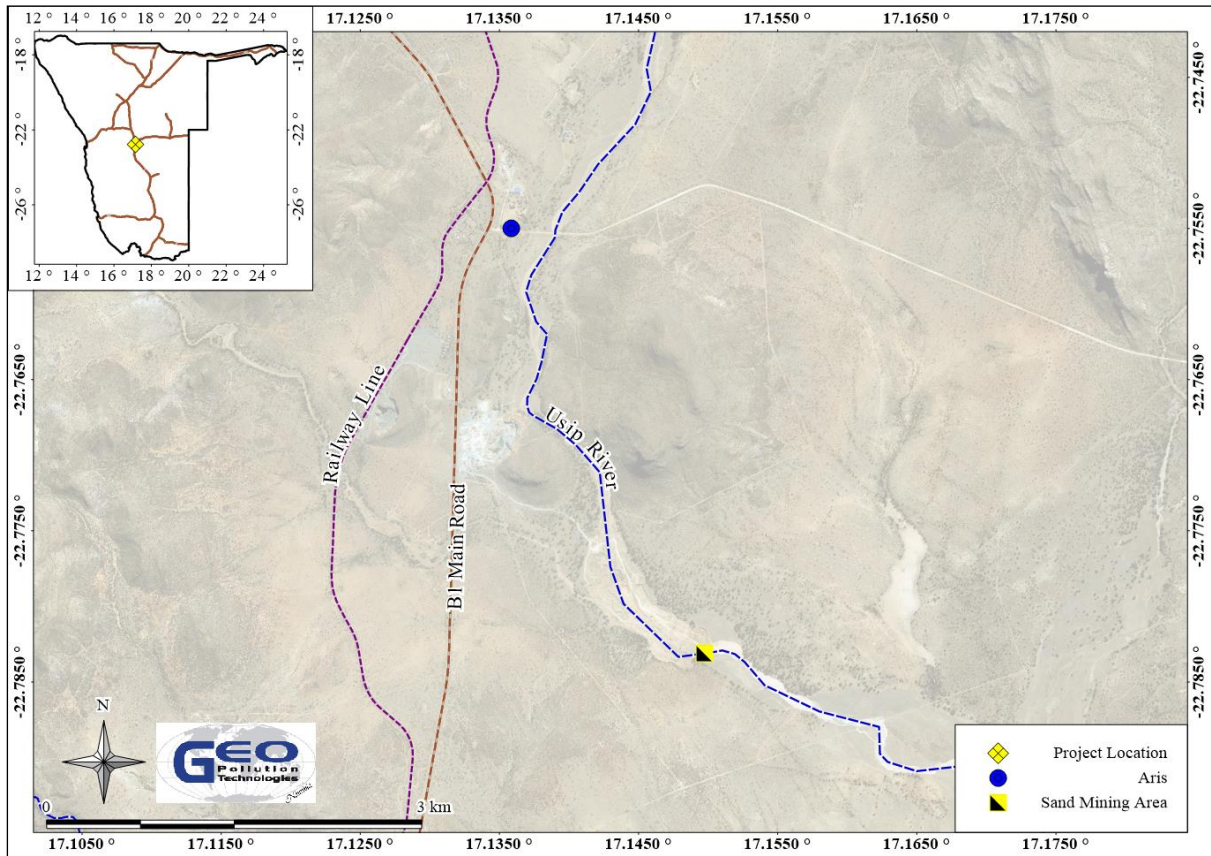 12 ° 14 ° 16 ° 18 ° 20 ° 22 ° 24 °
17.1350 ° 17.1450 ° 17.1550 ° 17.1650 ° 17.1750 °
-18 °
-22 °
-26 °
12 ° 14 ° 16 ° 18 ° 20 ° 22 ° 24 °
-18 °
-22 °
-26 °
-22.7450 °
-22.7550 °
-22.7650 °
-22.7750 °
-22.7850 °
Railway Line
B1 Main Road
Usip River
-22.7650 °
-22.7750 °
-22.7850 °
N
GEO
Pollution
Technologies
0 3 km
Project Location
Aris
Sand Mining Area
17.1050 ° 17.1150 ° 17.1250 ° 17.1350 ° 17.1450 ° 17.1550 ° 17.1650 ° 17.1750 °